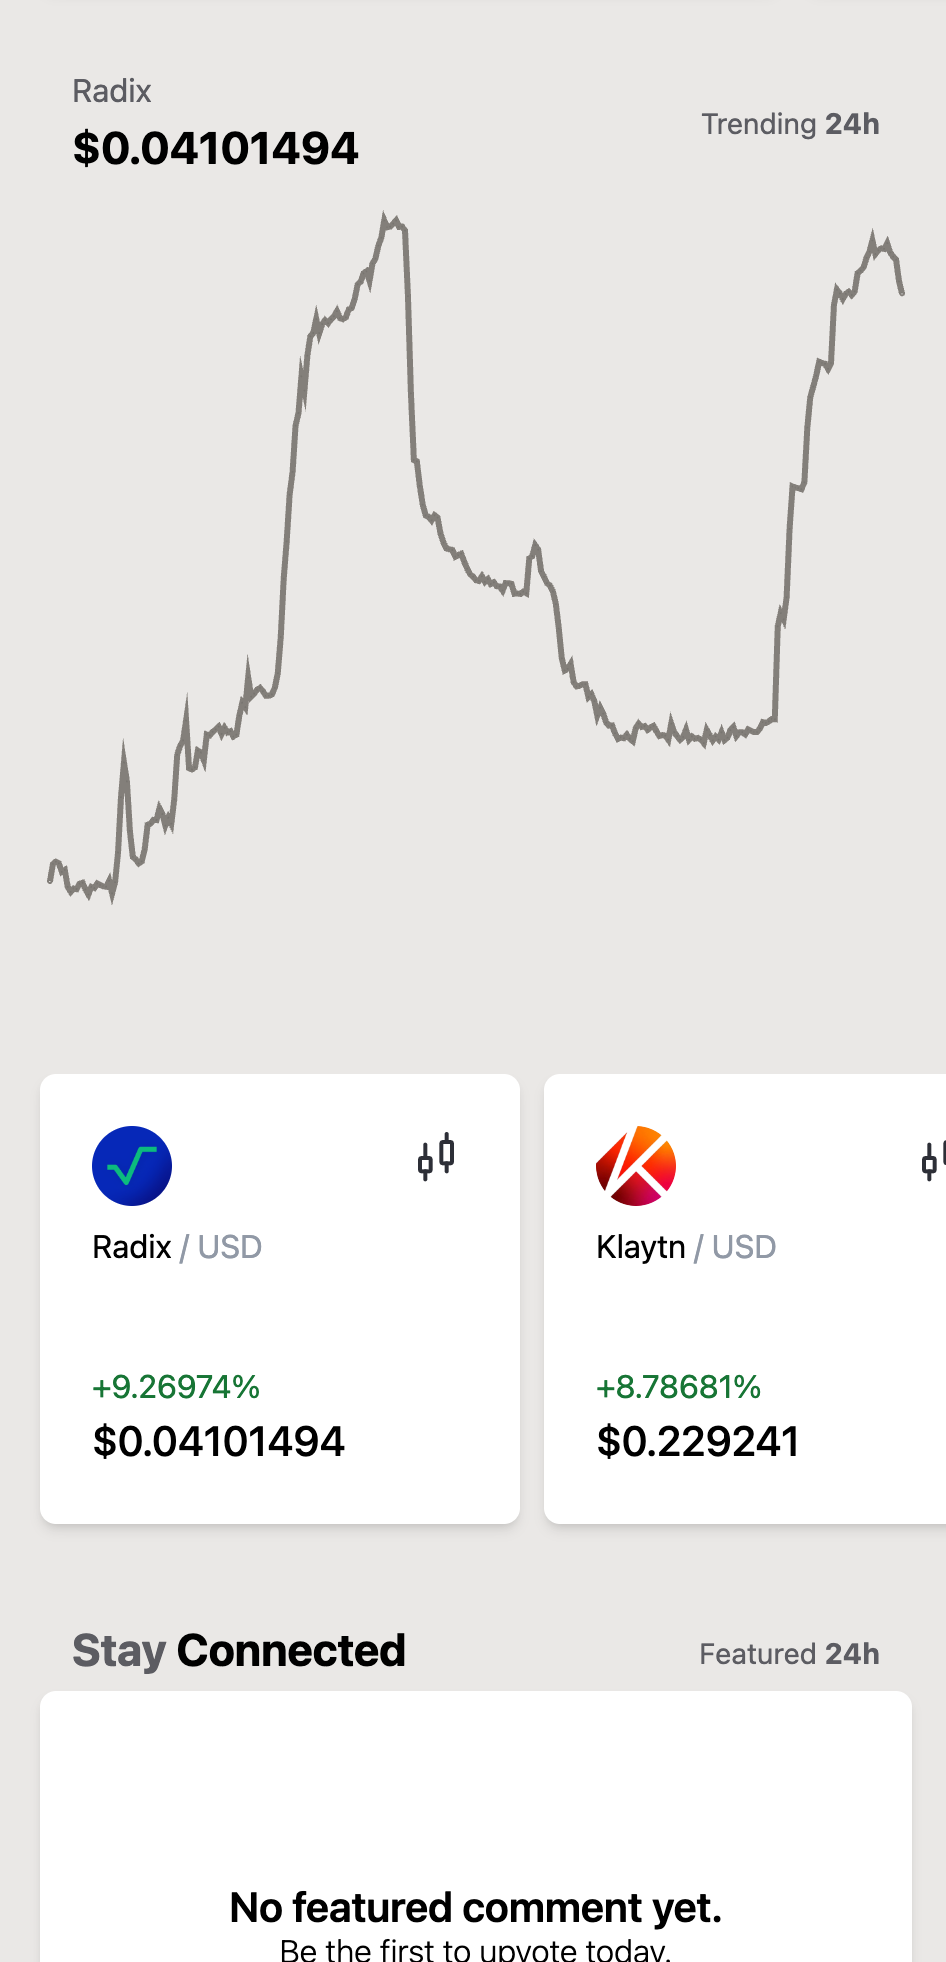 Radix
$0.04101494
Trending 24h
Radix / USD
+9.26974%
$0.04101494
Klaytn / USD
+8.78681%
$0.229241
Stay Connected
Featured 24h
No featured comment yet.
Be the first to upvote today.